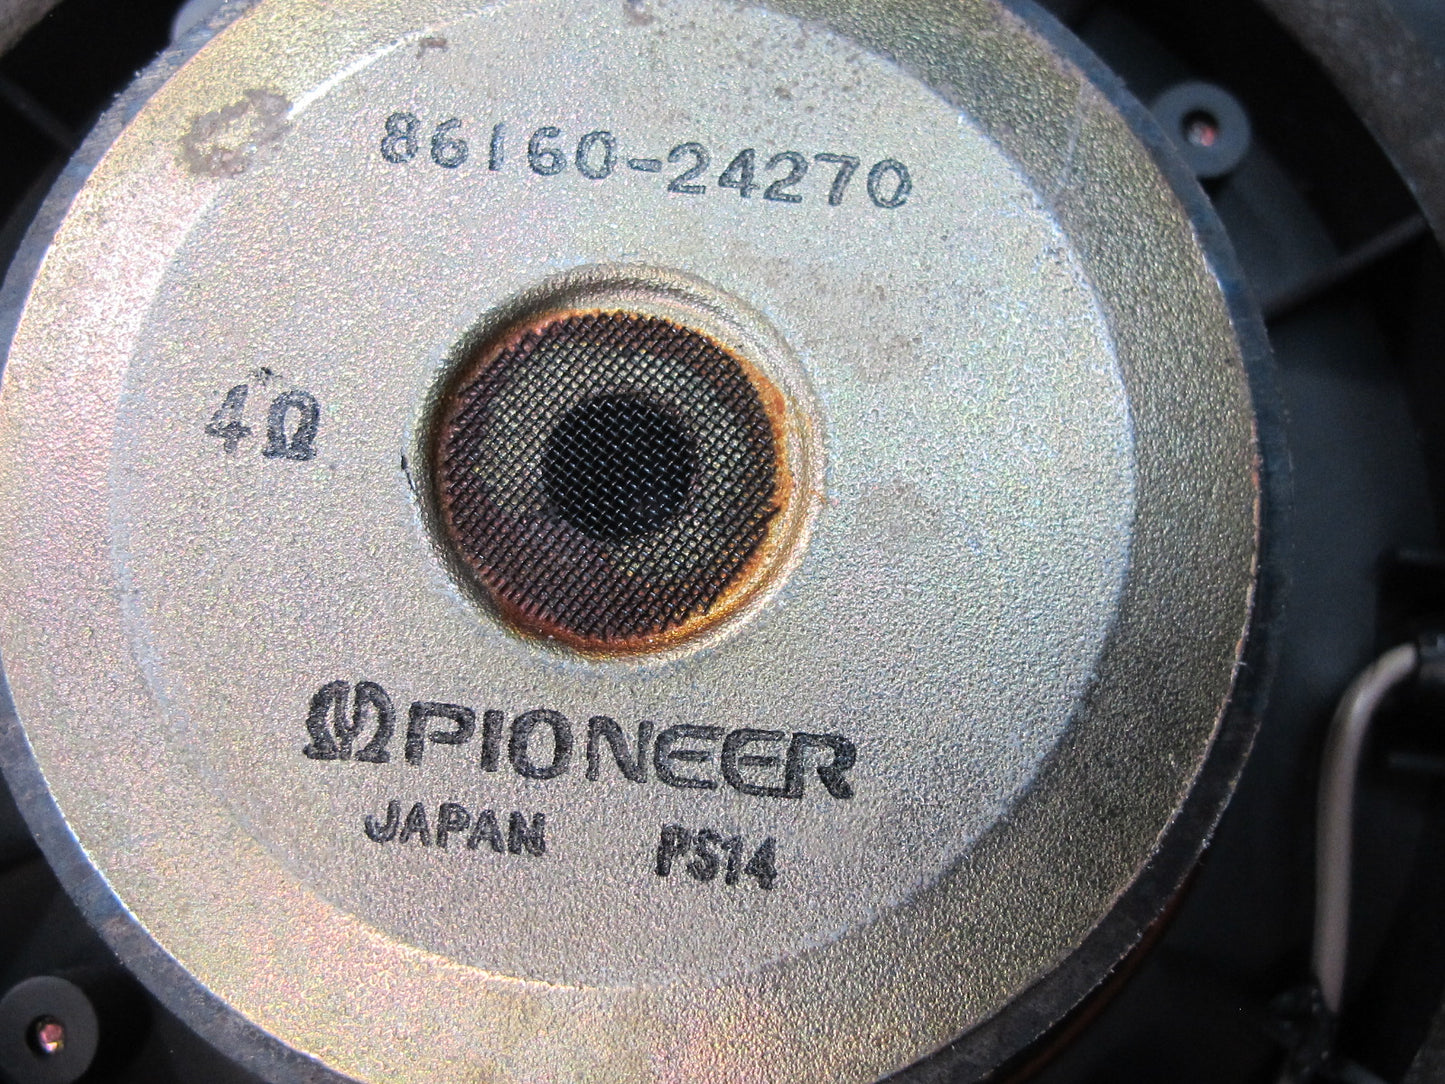 86160-24270
4Ω
PIONEER
JAPAN PS14